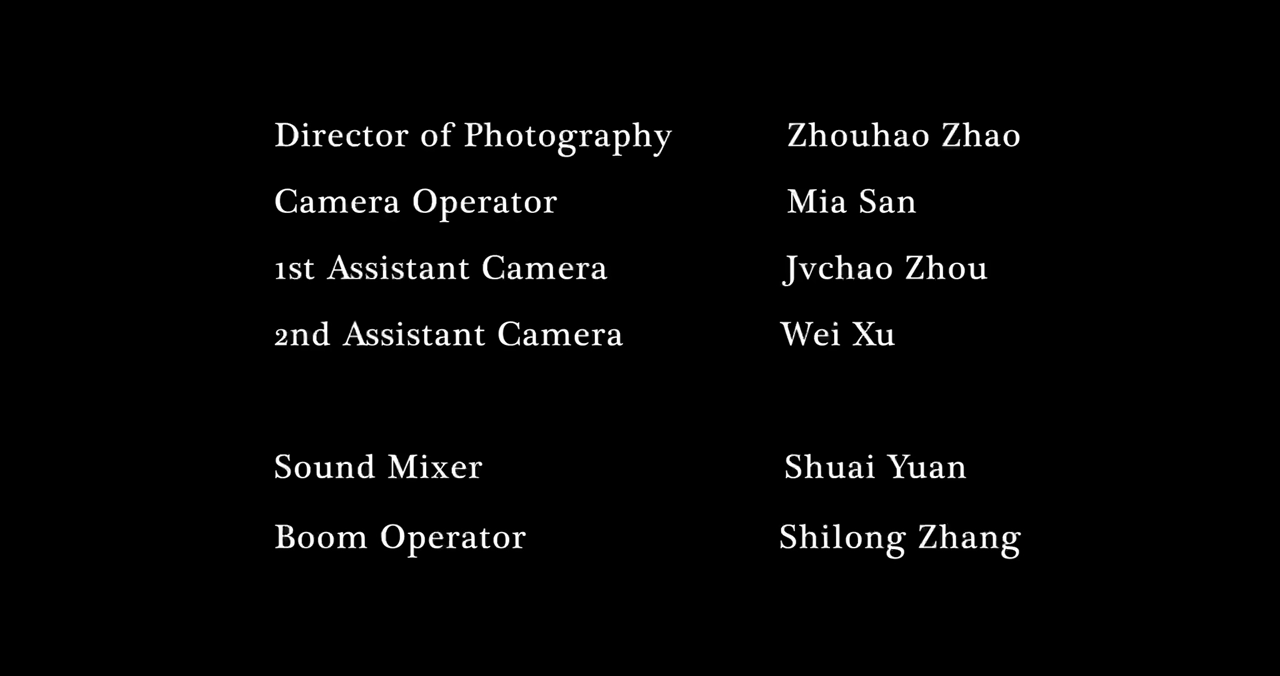 Director of Photography Zhouhao Zhao
Camera Operator Mia San
1st Assistant Camera Jvchao Zhou
2nd Assistant Camera Wei Xu
Sound Mixer Shuai Yuan
Boom Operator Shilong Zhang